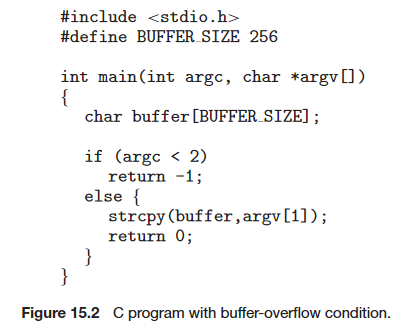 #include <stdio.h>
#define BUFFER_SIZE 256
int main(int argc, char *argv[])
{
char buffer[BUFFER_SIZE];
if (argc < 2)
return -1;
else {
strcpy(buffer,argv[1]);
return 0;
}
}
Figure 15.2 C program with buffer-overflow condition.